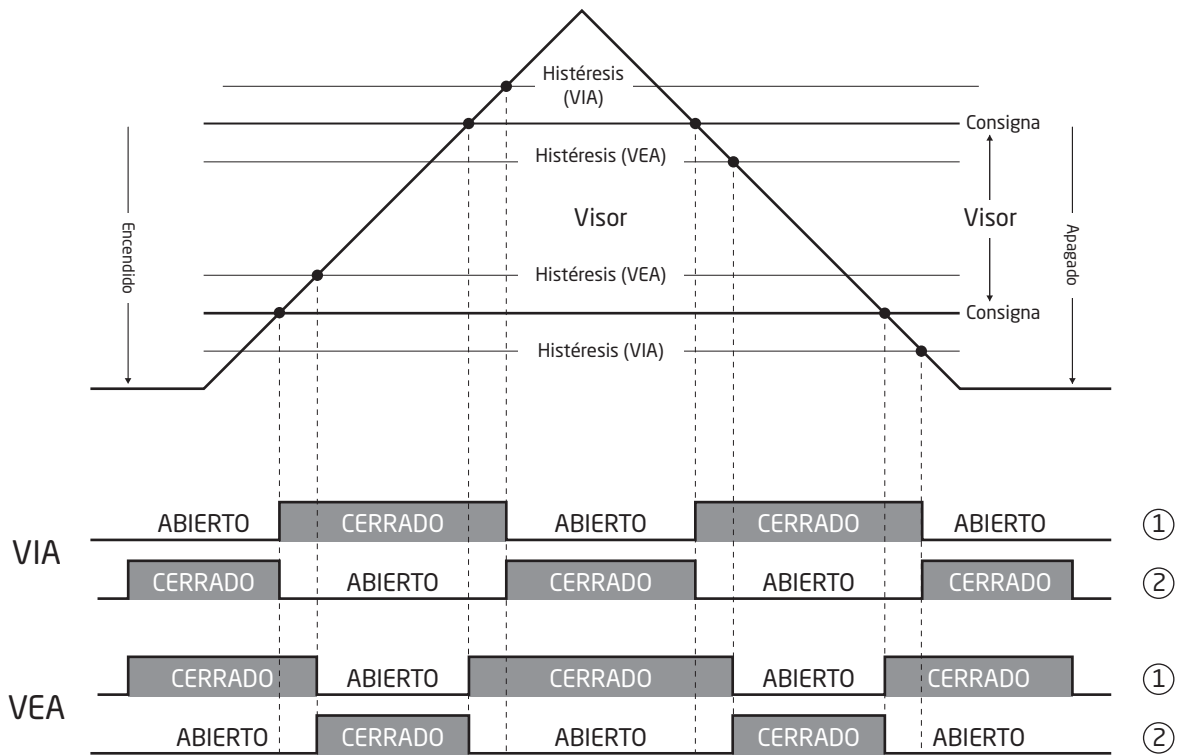 Histéresis
(VIA)
Consigna
Histéresis (VEA)
Encendido
Visor
Visor
Apagado
Histéresis (VEA)
Consigna
Histéresis (VIA)
VIA
ABIERTO CERRADO ABIERTO CERRADO ABIERTO 1
CERRADO ABIERTO CERRADO ABIERTO CERRADO 2
VEA
CERRADO ABIERTO CERRADO ABIERTO CERRADO 1
ABIERTO CERRADO ABIERTO CERRADO ABIERTO 2